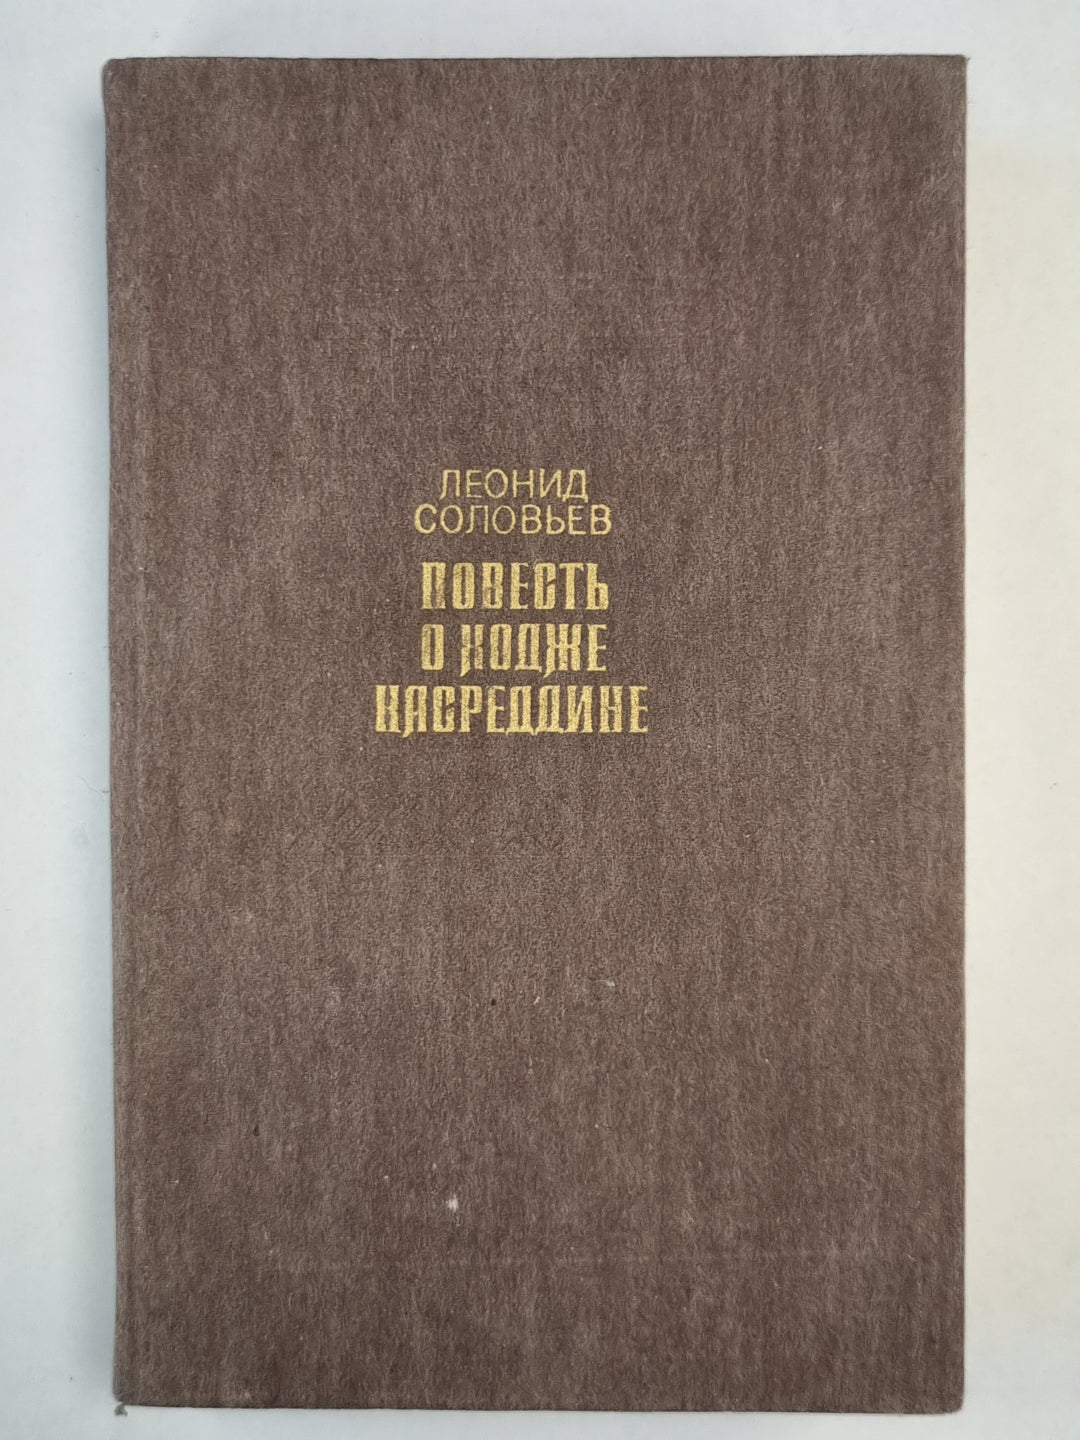 ЛЕОНИД
СОЛОВЬЕВ
ПОВЕСТЬ
О ХОДЖЕ
НАСРЕДДИНЕ